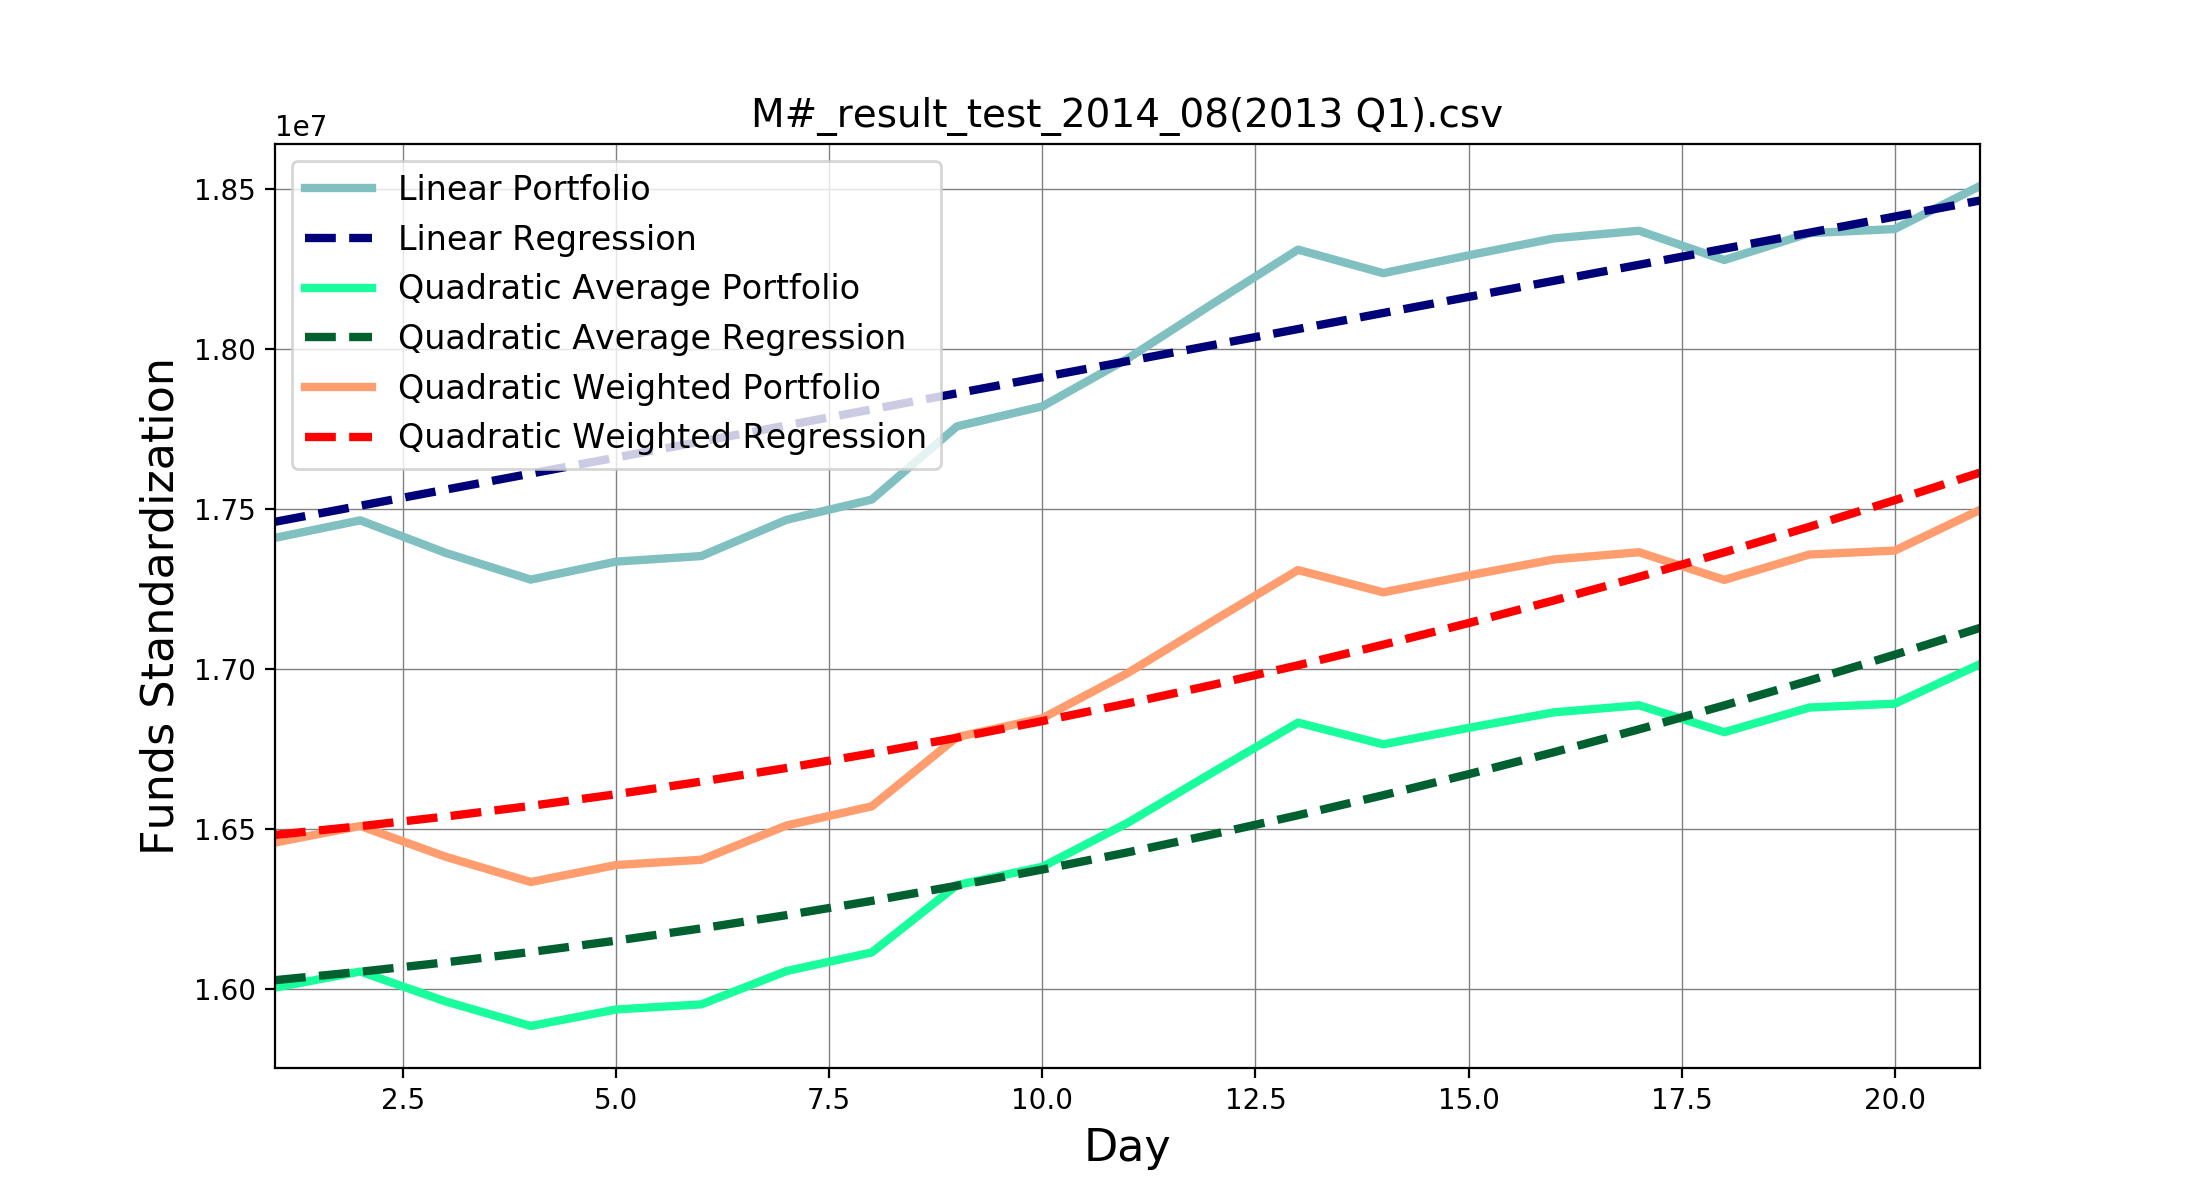 M#_result_test_2014_08(2013 Q1).csv
1e7
Linear Portfolio
Linear Regression
Quadratic Average Portfolio
Quadratic Average Regression
Quadratic Weighted Portfolio
Quadratic Weighted Regression
Funds Standardization
1.85
1.80
1.75
1.70
1.65
1.60
2.5 5.0 7.5 10.0 12.5 15.0 17.5 20.0
Day